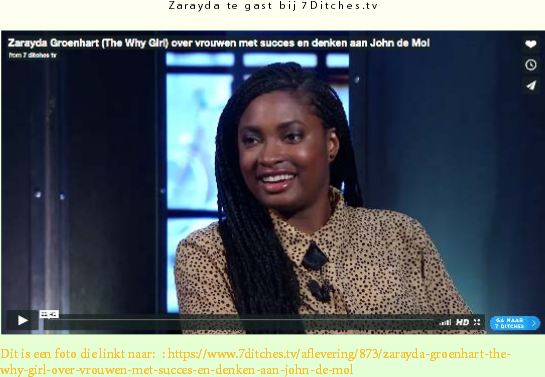 Zarayda te gast bij 7Ditches.tv
Zarayda Groenhart (The Why Girl) over vrouwen met succes en denken aan John de Mol
from 7 ditches tv
HD
GA NAAR
7 DITCHES
Dit is een foto die linkt naar:  : https://www.7ditches.tv/aflevering/873/zarayda-groenhart-the-
why-girl-over-vrouwen-met-succes-en-denken-aan-john-de-mol